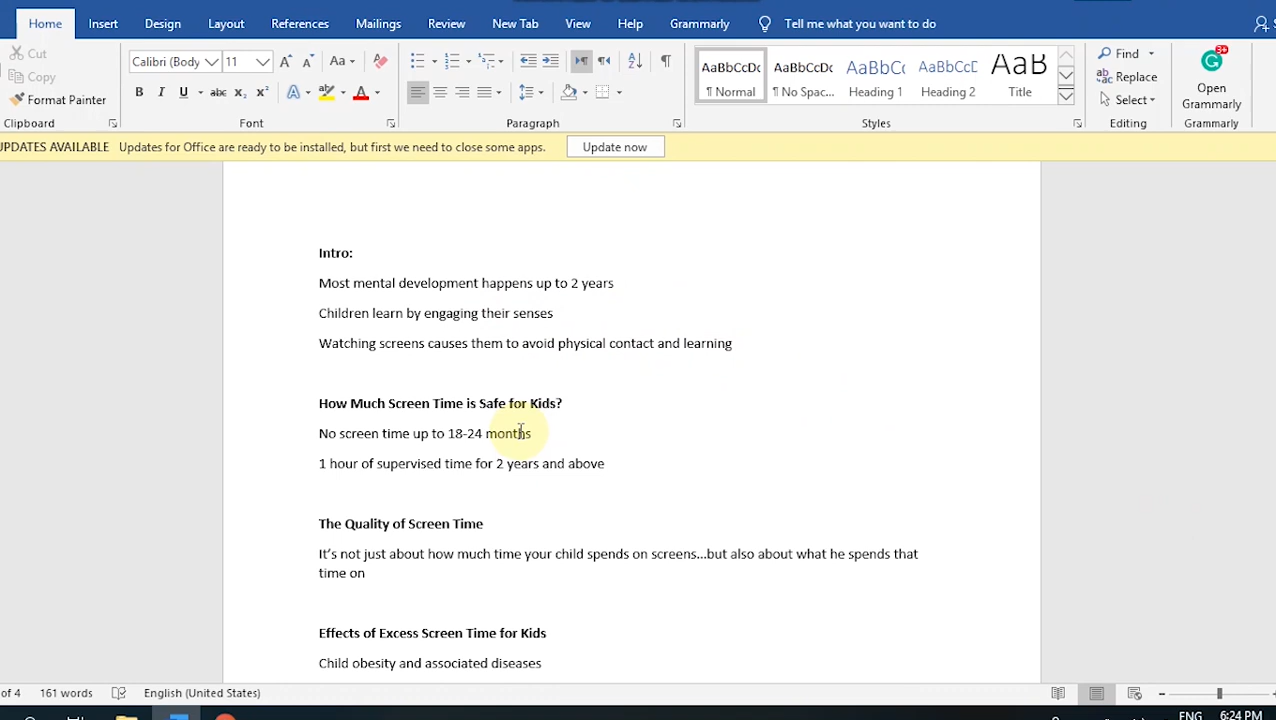 Home Insert Design Layout References Mailings Review New Tab View Help Grammarly Tell me what you want to do
Cut
Copy
Format Painter
Clipboard
Calibri (Body 11
Aa
B I U abc x₂ x² A A
Font
Paragraph
AaBbCcDc AaBbCcDc AaBbCc AaBbCcD AaB
¶ Normal ¶ No Spac... Heading 1 Heading 2 Title
Styles
Find
Replace
Select
Editing
3+
Open
Grammarly
Grammarly
UPDATES AVAILABLE Updates for Office are ready to be installed, but first we need to close some apps. Update now
Intro:
Most mental development happens up to 2 years
Children learn by engaging their senses
Watching screens causes them to avoid physical contact and learning
How Much Screen Time is Safe for Kids?
No screen time up to 18-24 months
1 hour of supervised time for 2 years and above
The Quality of Screen Time
It’s not just about how much time your child spends on screens…but also about what he spends that
time on
Effects of Excess Screen Time for Kids
Child obesity and associated diseases
of 4 161 words English (United States)
ENG 6:24 PM